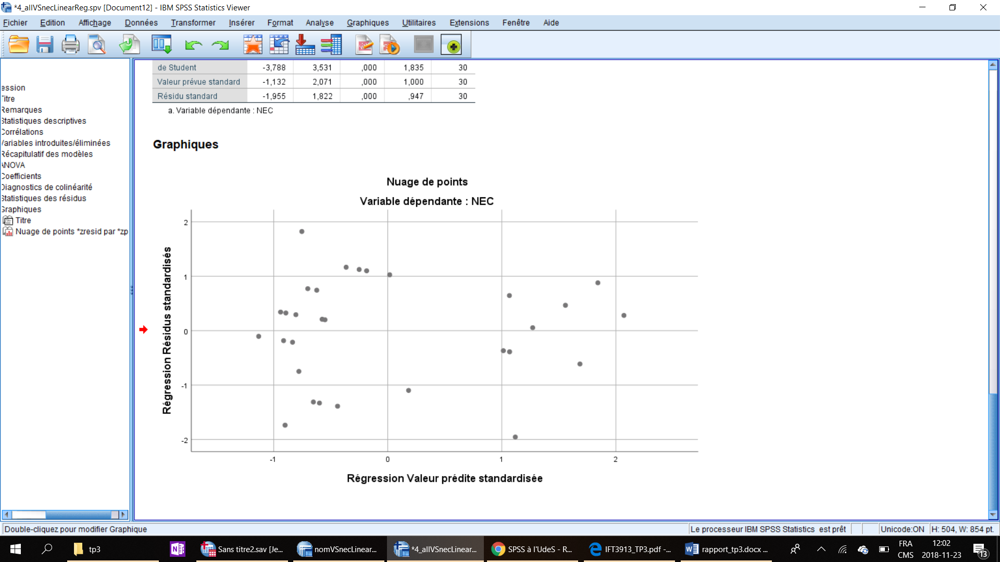 *4_allVSnecLinearReg.spv [Document12] - IBM SPSS Statistics Viewer
Fichier Edition Affichage Données Transformer Insérer Format Analyse Graphiques Utilitaires Extensions Fenêtre Aide
ession
Titre
Remarques
Statistiques descriptives
Corrélations
Variables introduites/éliminées
Récapitulatif des modèles
ANOVA
Coefficients
Diagnostics de colinéarité
Statistiques des résidus
Graphiques
Titre
Nuage de points *zresid par *zp
de Student -3,788 3,531 ,000 1,835 30
Valeur prévue standard -1,132 2,071 ,000 1,000 30
Résidu standard -1,955 1,822 ,000 ,947 30
a. Variable dépendante : NEC
Graphiques
Nuage de points
Variable dépendante : NEC
Régression Résidus standardisés
2
1
0
-1
-2
-1 0 1 2
Régression Valeur prédite standardisée
Double-cliquez pour modifier Graphique
Le processeur IBM SPSS Statistics est prêt
Unicode:ON
H: 504, W: 854 pt.
tp3
N
Sans titre2.sav [Je...
nomVSnecLinear...
*4_allVSnecLinear...
SPSS à l'UdeS - R...
IFT3913_TP3.pdf -...
rapport_tp3.docx ...
FRA
CMS
12:02
2018-11-23
13